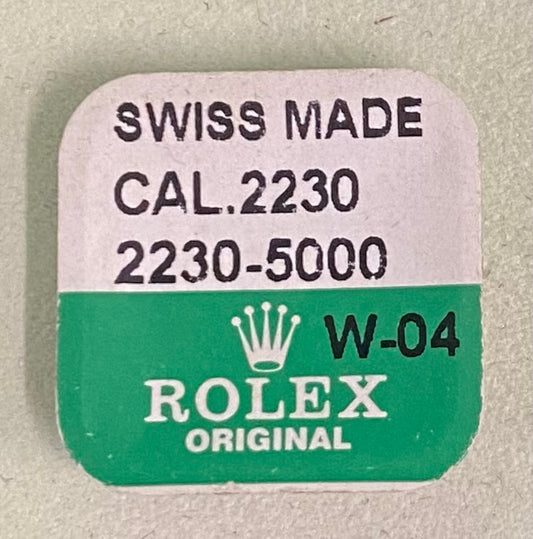 SWISS MADE
CAL.2230
2230-5000
W-04
ROLEX
ORIGINAL